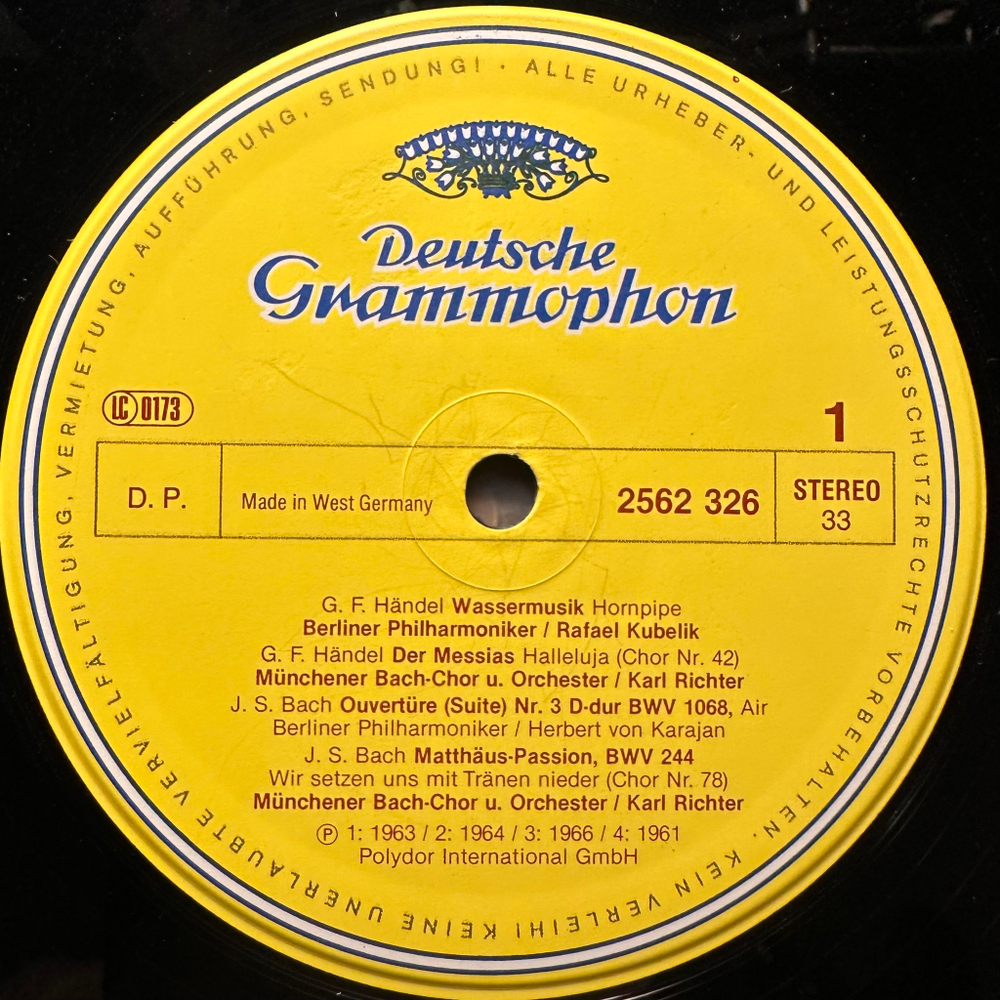 ALLE URHEBER- UND LEISTUNGSSCHUTZRECHTE VORBEHALTEN. KEIN VERLEIH! KEINE UNERLAUBTE VERVIELFÄLTIGUNG, VERMIETUNG, AUFFÜHRUNG, SENDUNG! ·
Deutsche
Grammophon
LC 0173
1
D. P.
Made in West Germany
2562 326
STEREO
33
G. F. Händel Wassermusik Hornpipe
Berliner Philharmoniker / Rafael Kubelik
G. F. Händel Der Messias Halleluja (Chor Nr. 42)
Münchener Bach-Chor u. Orchester / Karl Richter
J. S. Bach Ouvertüre (Suite) Nr. 3 D-dur BWV 1068, Air
Berliner Philharmoniker / Herbert von Karajan
J. S. Bach Matthäus-Passion, BWV 244
Wir setzen uns mit Tränen nieder (Chor Nr. 78)
Münchener Bach-Chor u. Orchester / Karl Richter
℗ 1: 1963 / 2: 1964 / 3: 1966 / 4: 1961
Polydor International GmbH